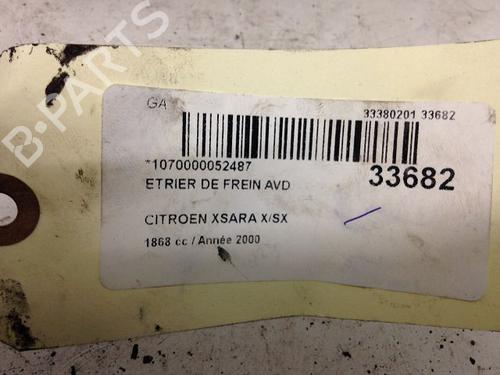 GA
33380201 33682
*1070000052487
33682
ETRIER DE FREIN AVD
CITROEN XSARA X/SX
1868 cc / Année 2000
B-PARTS